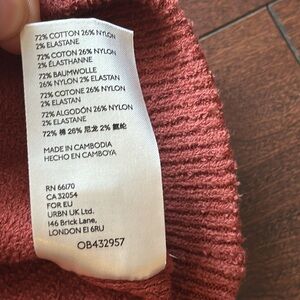 72% COTTON 26% NYLON
2% ELASTANE
72% COTON 26% NYLON
2% ÉLASTHANNE
72% BAUMWOLLE
26% NYLON 2% ELASTAN
72% COTONE 26% NYLON
2% ELASTANE
72% ALGODÓN 26% NYLON
2% ELASTANE
72% 棉 26% 尼龙 2% 氨纶
MADE IN CAMBODIA
HECHO EN CAMBOYA
RN 66170
CA 32054
FOR EU
URBN UK Ltd.
146 Brick Lane,
LONDON E1 6RU
OB432957